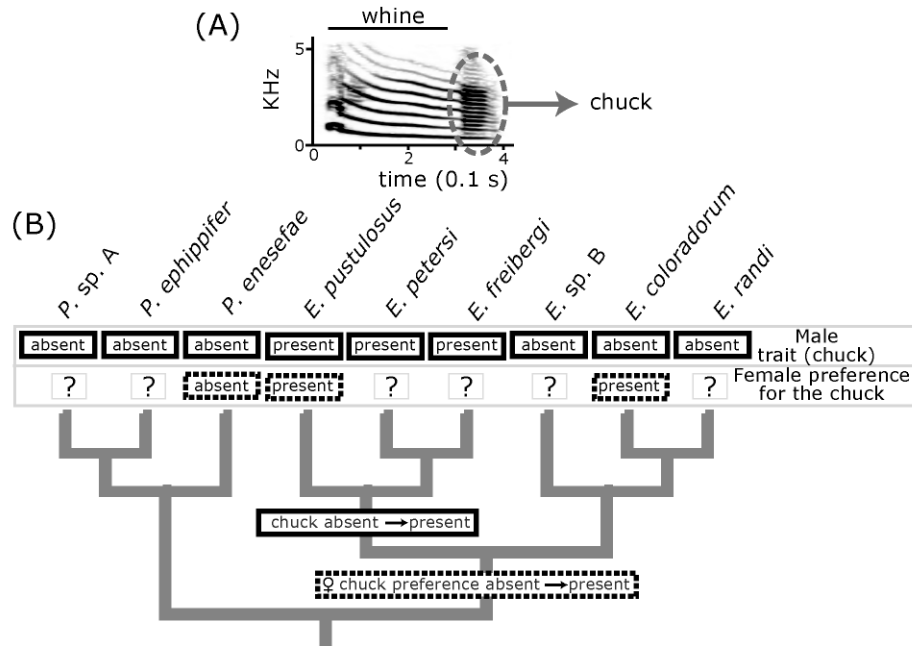 (A)
whine
5
KHz
0
0
2
4
time (0.1 s)
chuck
(B)
P. sp. A
P. ephippifer
P. enesefae
E. pustulosus
E. petersi
E. freibergi
E. sp. B
E. coloradorum
E. randi
absent absent absent present present present absent absent absent
Male
trait (chuck)
? ? absent present ? ? ? present ?
Female preference
for the chuck
chuck absent → present
♀ chuck preference absent → present